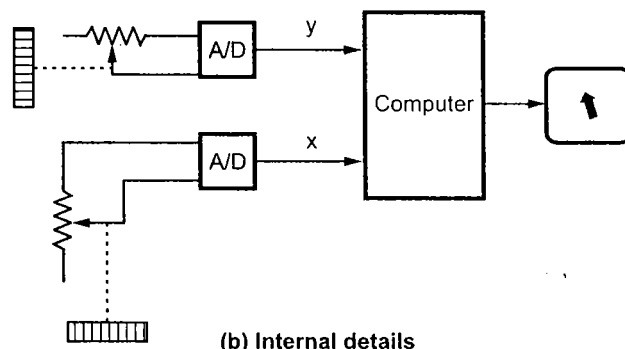 A/D
y
Computer
A/D
x
(b) Internal details